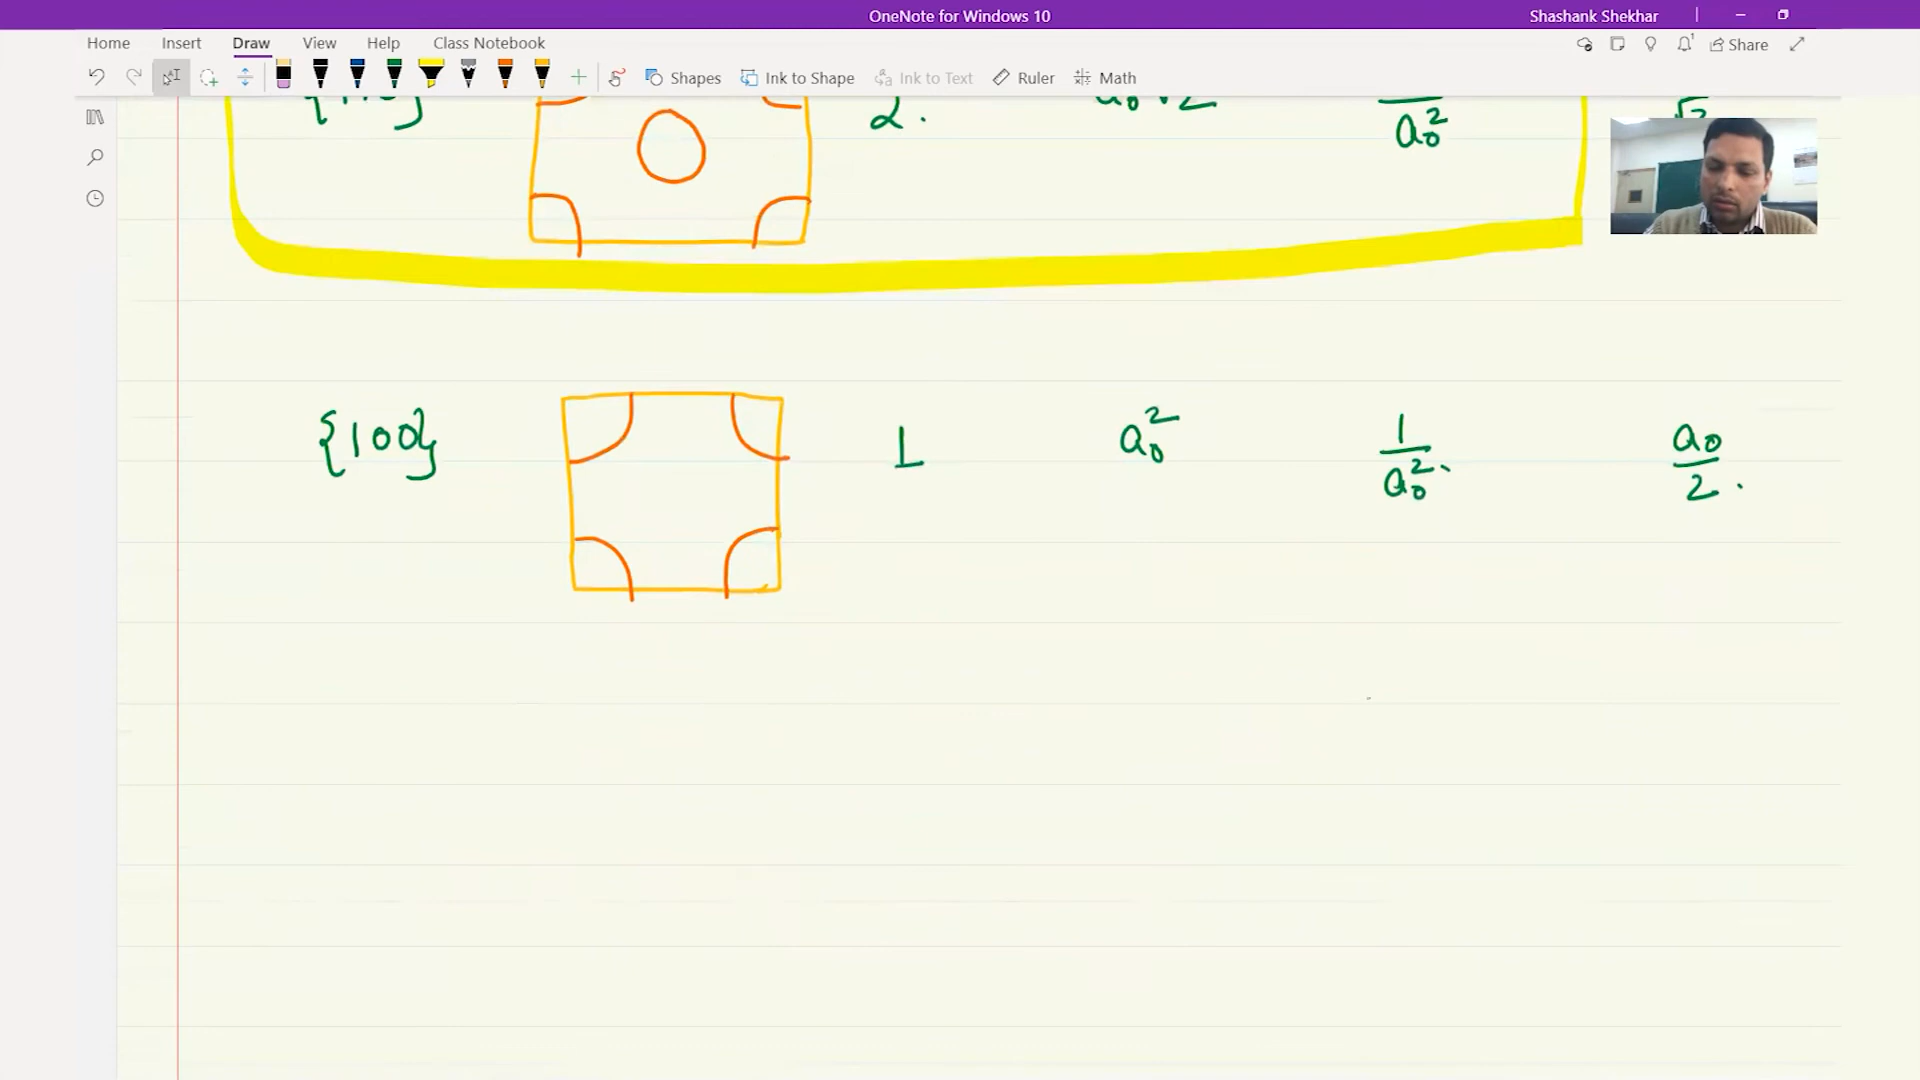 OneNote for Windows 10
Shashank Shekhar
Home Insert Draw View Help Class Notebook
Share
Shapes Ink to Shape Ink to Text Ruler Math
2.
a₀²
{100} 1 a₀² 1/a₀². a₀/2.